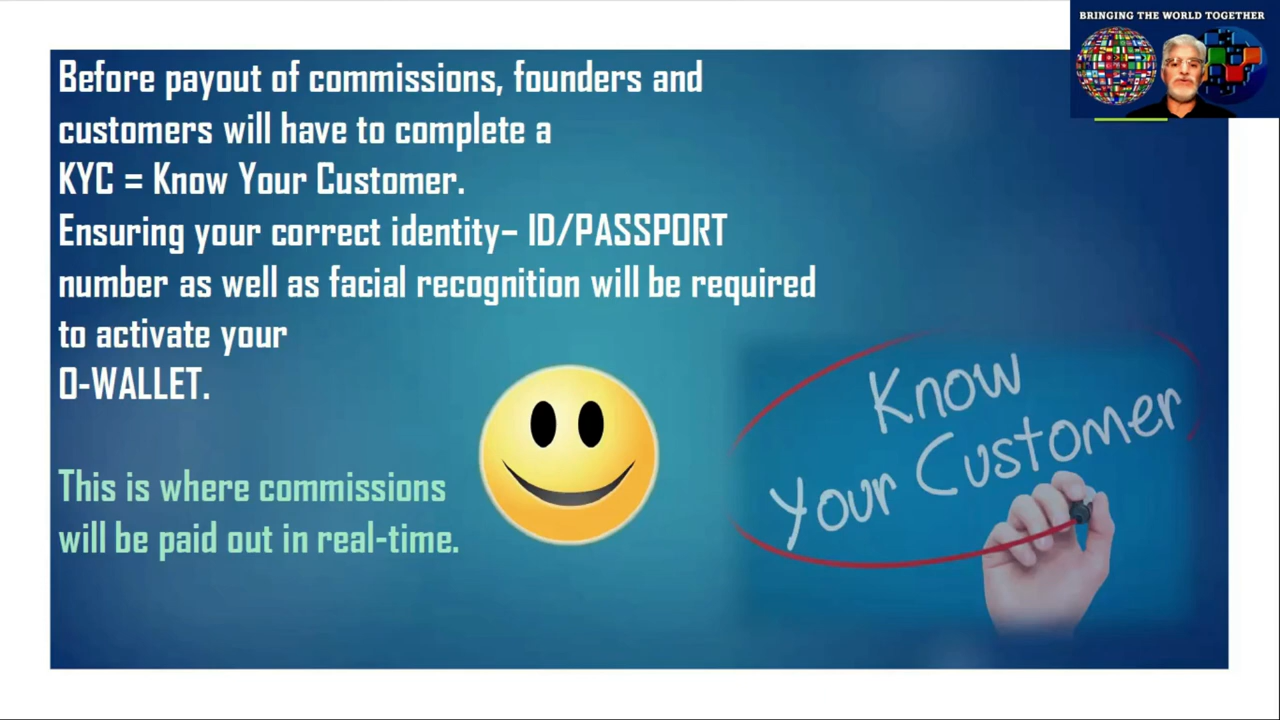 BRINGING THE WORLD TOGETHER
Before payout of commissions, founders and
customers will have to complete a
KYC = Know Your Customer.
Ensuring your correct identity– ID/PASSPORT
number as well as facial recognition will be required
to activate your
O-WALLET.
This is where commissions
will be paid out in real-time.
Know
Your Customer